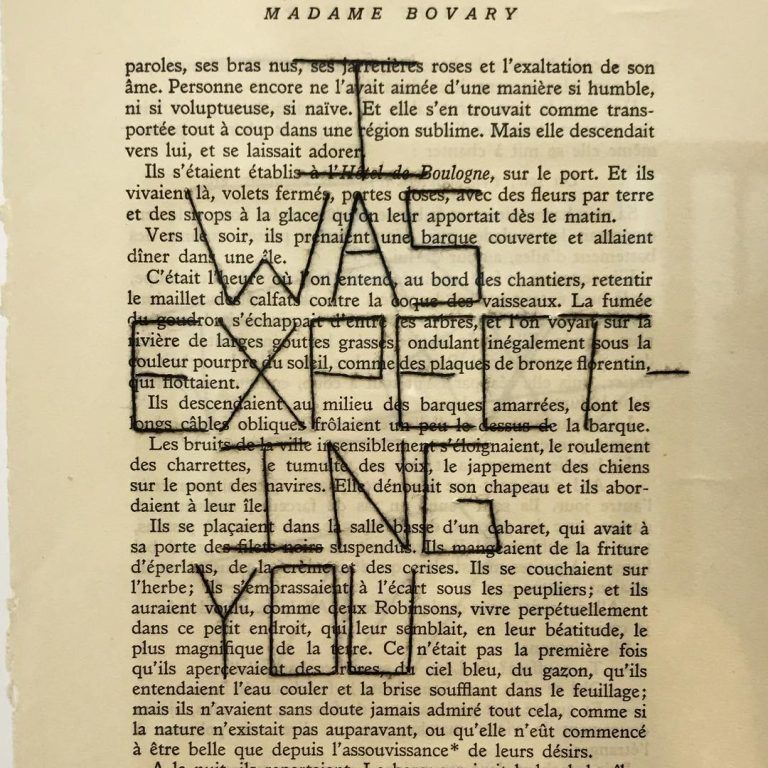 MADAME BOVARY
paroles, ses bras nus, ses jarretières roses et l'exaltation de son
âme. Personne encore ne l'avait aimée d'une manière si humble,
ni si voluptueuse, si naïve. Et elle s'en trouvait comme trans-
portée tout à coup dans une région sublime. Mais elle descendait
vers lui, et se laissait adorer.
Ils s'étaient établis à l'Hôtel de Boulogne, sur le port. Et ils
vivaient là, volets fermés, portes closes, avec des fleurs par terre
et des sirops à la glace, qu'on leur apportait dès le matin.
Vers le soir, ils prenaient une barque couverte et allaient
dîner dans une île.
C'était l'heure où l'on entend, au bord des chantiers, retentir
le maillet des calfats contre la coque des vaisseaux. La fumée
du goudron s'échappait d'entre les arbres, et l'on voyait sur la
rivière de larges gouttes grasses, ondulant inégalement sous la
couleur pourpre du soleil, comme des plaques de bronze florentin,
qui flottaient.
Ils descendaient au milieu des barques amarrées, dont les
longs câbles obliques frôlaient un peu le dessus de la barque.
Les bruits de la ville insensiblement s'éloignaient, le roulement
des charrettes, le tumulte des voix, le jappement des chiens
sur le pont des navires. Elle dénouait son chapeau et ils abor-
daient à leur île.
Ils se plaçaient dans la salle basse d'un cabaret, qui avait à
sa porte des filets noirs suspendus. Ils mangeaient de la friture
d'éperlans, de la crème et des cerises. Ils se couchaient sur
l'herbe; ils s'embrassaient à l'écart sous les peupliers; et ils
auraient voulu, comme deux Robinsons, vivre perpétuellement
dans ce petit endroit, qui leur semblait, en leur béatitude, le
plus magnifique de la terre. Ce n'était pas la première fois
qu'ils apercevaient des arbres, du ciel bleu, du gazon, qu'ils
entendaient l'eau couler et la brise soufflant dans le feuillage;
mais ils n'avaient sans doute jamais admiré tout cela, comme si
la nature n'existait pas auparavant, ou qu'elle n'eût commencé
à être belle que depuis l'assouvissance* de leurs désirs.
I
WAS
EXPECT-
ING
YOU